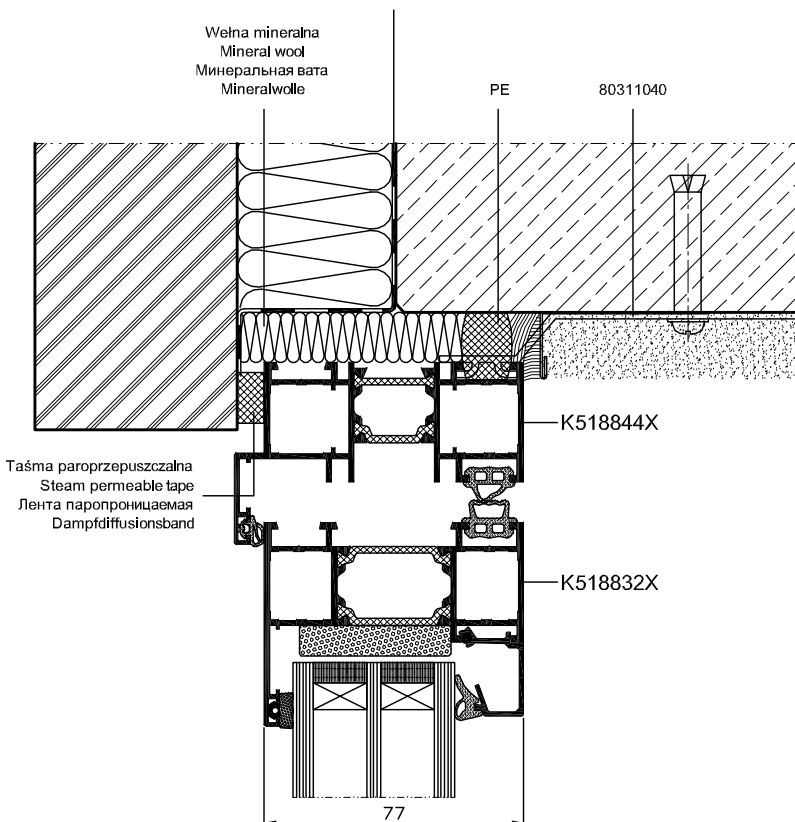 Wełna mineralna
Mineral wool
Минеральная вата
Mineralwolle
PE
80311040
K518844X
Taśma paroprzepuszczalna
Steam permeable tape
Лента паропроницаемая
Dampfdiffusionsband
K518832X
77